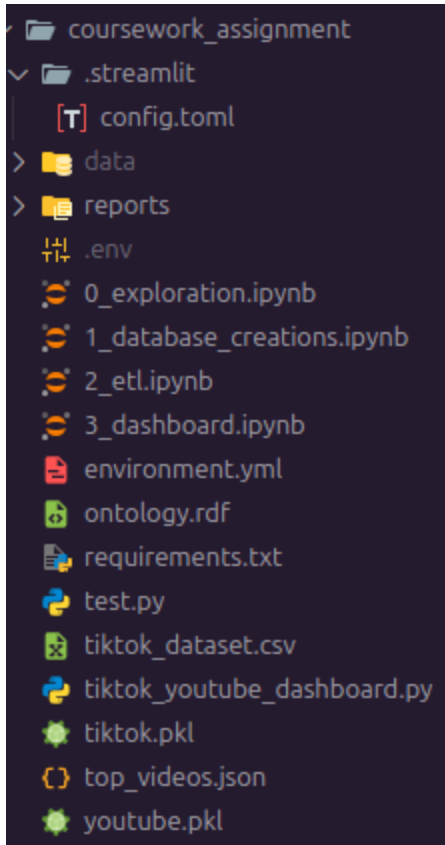 coursework_assignment
.streamlit
[T] config.toml
data
reports
.env
0_exploration.ipynb
1_database_creations.ipynb
2_etl.ipynb
3_dashboard.ipynb
environment.yml
ontology.rdf
requirements.txt
test.py
tiktok_dataset.csv
tiktok_youtube_dashboard.py
tiktok.pkl
top_videos.json
youtube.pkl